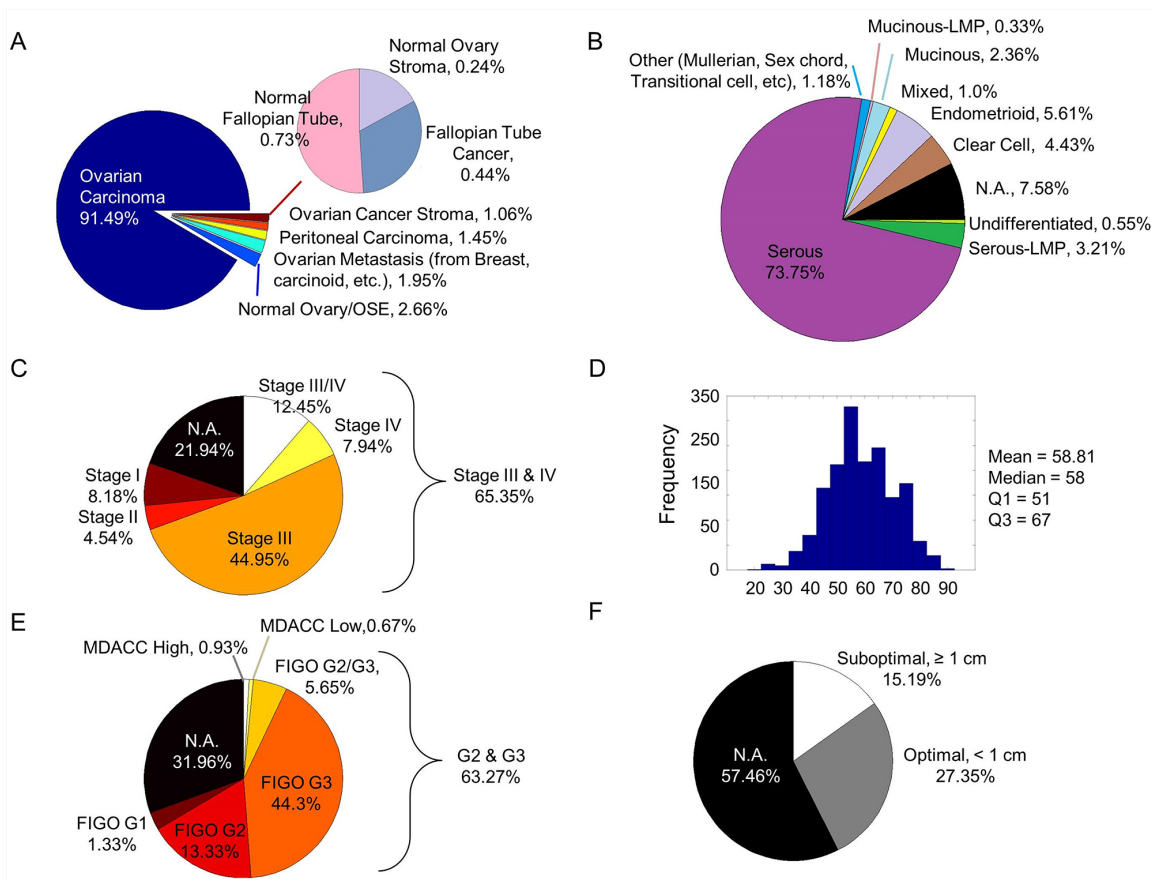 A
Normal Ovary
Stroma, 0.24%
Normal
Fallopian Tube,
0.73%
Fallopian Tube
Cancer,
0.44%
Ovarian
Carcinoma
91.49%
Ovarian Cancer Stroma, 1.06%
Peritoneal Carcinoma, 1.45%
Ovarian Metastasis (from Breast,
carcinoid, etc.), 1.95%
Normal Ovary/OSE, 2.66%
B
Mucinous-LMP, 0.33%
Other (Mullerian, Sex chord,
Transitional cell, etc), 1.18%
Mucinous, 2.36%
Mixed, 1.0%
Endometrioid, 5.61%
Clear Cell, 4.43%
N.A., 7.58%
Undifferentiated, 0.55%
Serous-LMP, 3.21%
Serous
73.75%
C
Stage III/IV
12.45%
Stage IV
7.94%
N.A.
21.94%
Stage I
8.18%
Stage II
4.54%
Stage III
44.95%
Stage III & IV
65.35%
D
Frequency
350
250
150
50
0
20 30 40 50 60 70 80 90
Mean = 58.81
Median = 58
Q1 = 51
Q3 = 67
E
MDACC Low,0.67%
MDACC High, 0.93%
FIGO G2/G3,
5.65%
N.A.
31.96%
FIGO G3
44.3%
FIGO G1
1.33%
FIGO G2
13.33%
G2 & G3
63.27%
F
Suboptimal, ≥ 1 cm
15.19%
N.A.
57.46%
Optimal, < 1 cm
27.35%